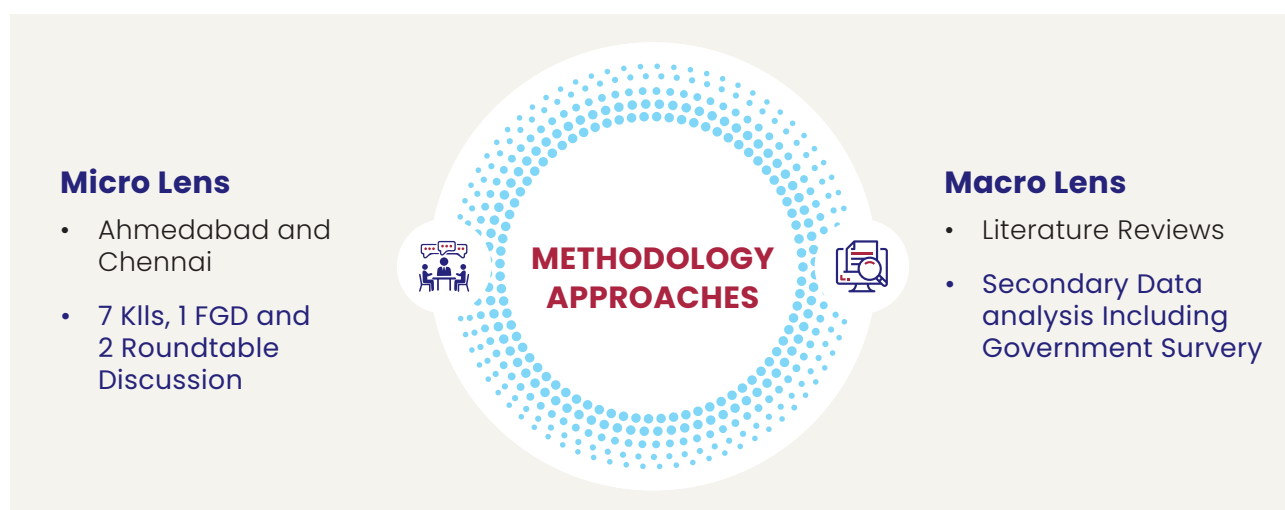 Micro Lens
• Ahmedabad and
Chennai
• 7 KIIs, 1 FGD and
2 Roundtable
Discussion
METHODOLOGY
APPROACHES
Macro Lens
• Literature Reviews
• Secondary Data
analysis Including
Government Survery